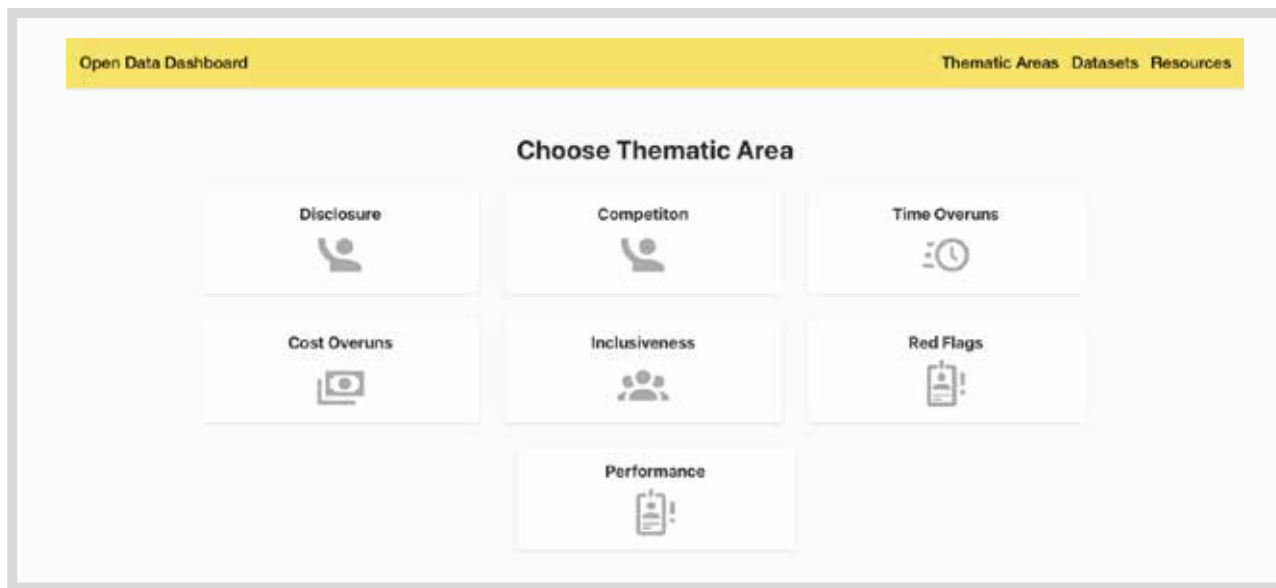 Open Data Dashboard
Thematic Areas Datasets Resources
Choose Thematic Area
Disclosure
Competiton
Time Overuns
Cost Overuns
Inclusiveness
Red Flags
Performance